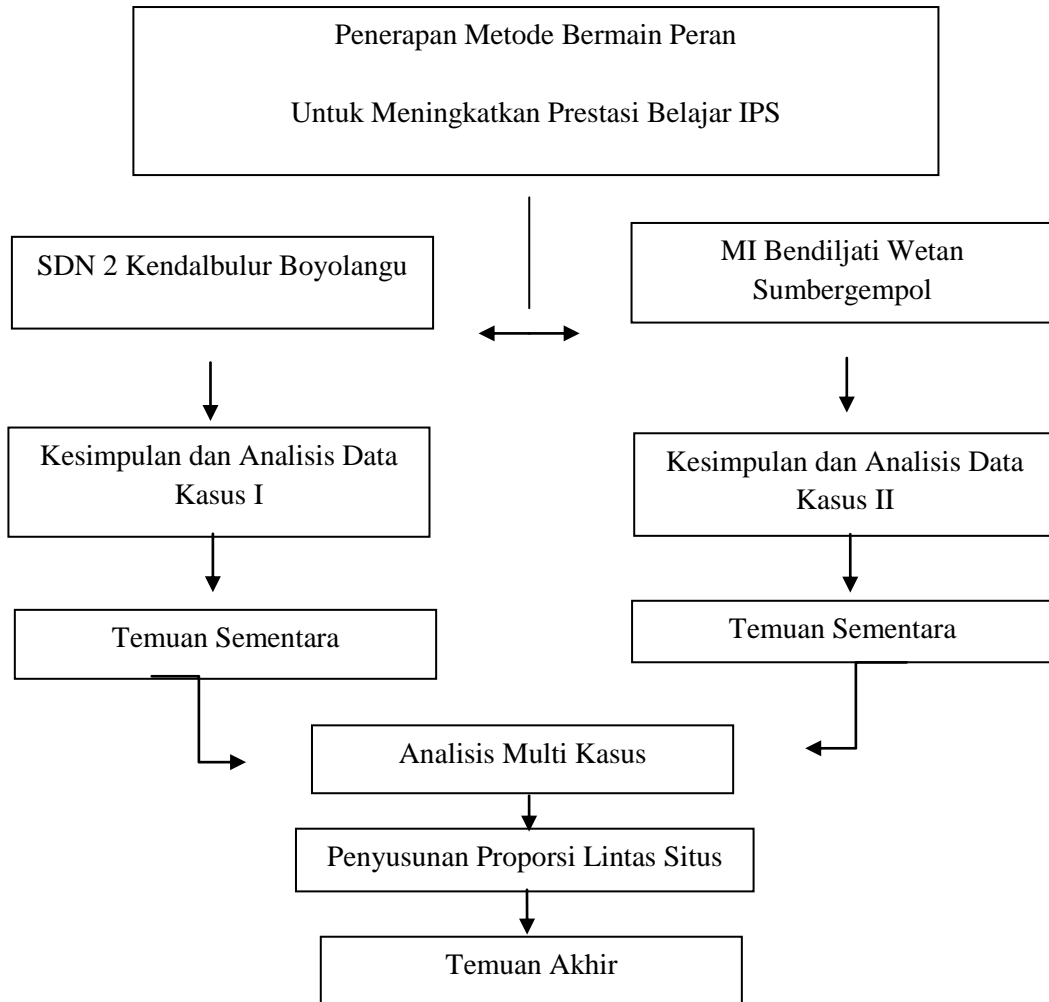 Penerapan Metode Bermain Peran
Untuk Meningkatkan Prestasi Belajar IPS
SDN 2 Kendalbulur Boyolangu
MI Bendiljati Wetan
Sumbergempol
Kesimpulan dan Analisis Data
Kasus I
Kesimpulan dan Analisis Data
Kasus II
Temuan Sementara
Temuan Sementara
Analisis Multi Kasus
Penyusunan Proporsi Lintas Situs
Temuan Akhir